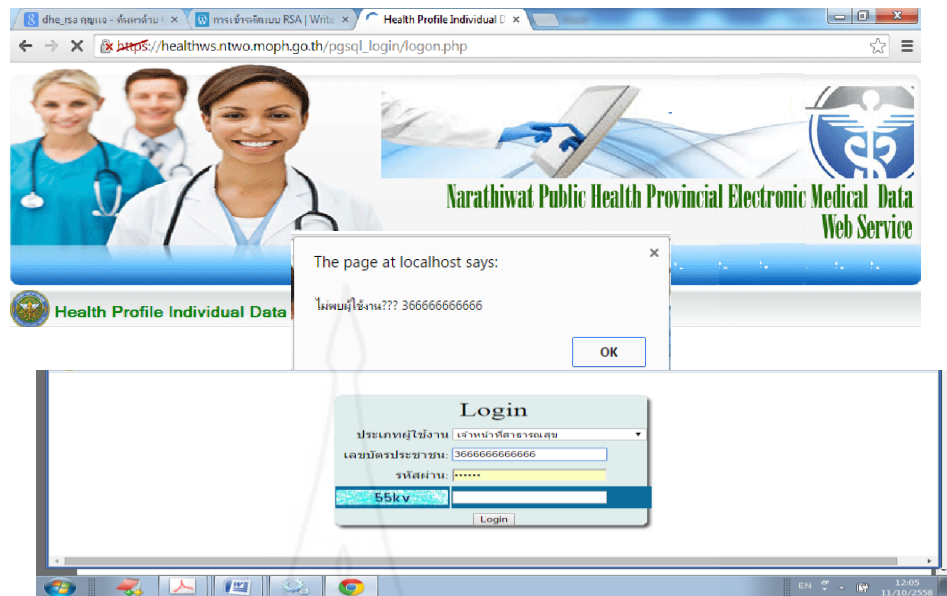 dhe_rsa กุญแจ - ค้นหาด้วย
การเข้ารหัสแบบ RSA | Write
Health Profile Individual D
https://healthws.ntwo.moph.go.th/pgsql_login/logon.php
Narathiwat Public Health Provincial Electronic Medical Data
Web Service
The page at localhost says:
ไม่พบผู้ใช้งาน??? 366666666666
OK
Health Profile Individual Data
Login
ประเภทผู้ใช้งาน เจ้าหน้าที่สาธารณสุข
เลขบัตรประชาชน: 3666666666666
รหัสผ่าน: ••••••
55kv
Login
EN
12:05
11/10/2558